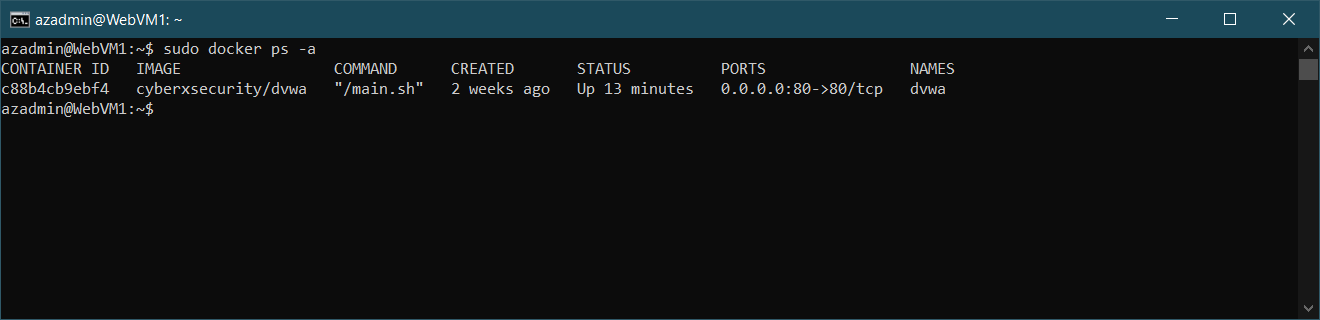 azadmin@WebVM1: ~
azadmin@WebVM1:~$ sudo docker ps -a
CONTAINER ID   IMAGE                 COMMAND      CREATED       STATUS          PORTS                NAMES
c88b4cb9ebf4   cyberxsecurity/dvwa   "/main.sh"   2 weeks ago   Up 13 minutes   0.0.0.0:80->80/tcp   dvwa
azadmin@WebVM1:~$